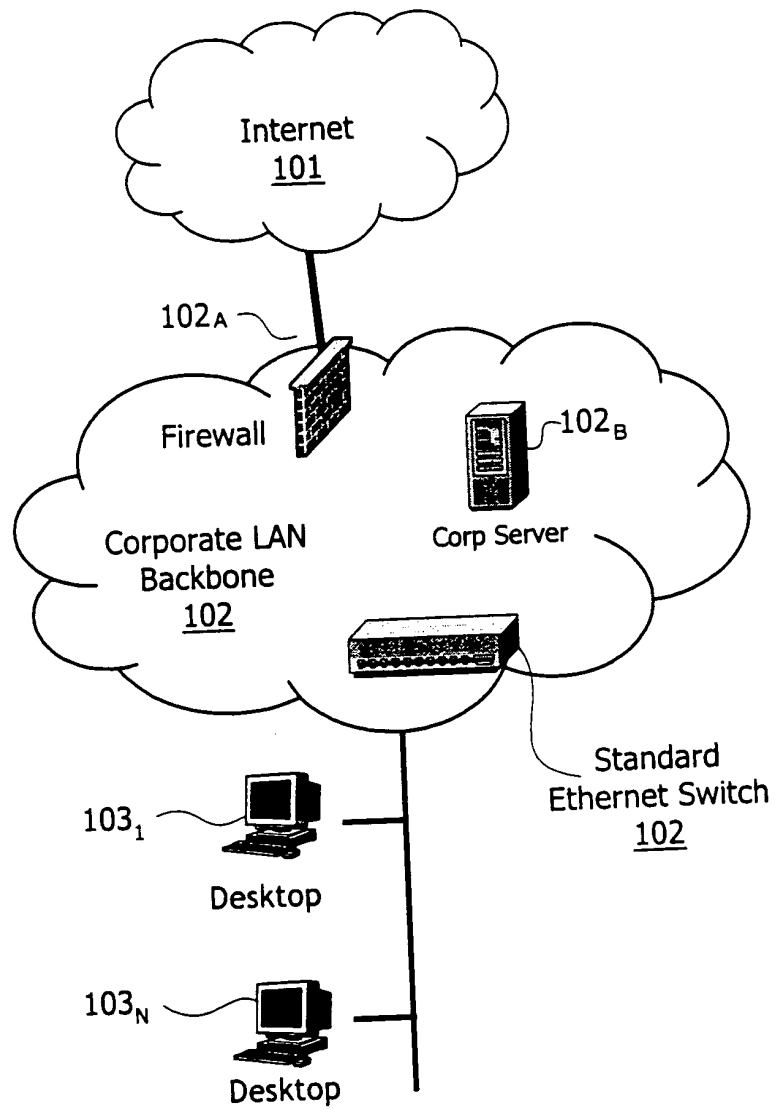 Internet
101
102A
Firewall
102B
Corp Server
Corporate LAN
Backbone
102
Standard
Ethernet Switch
102
1031
Desktop
103N
Desktop